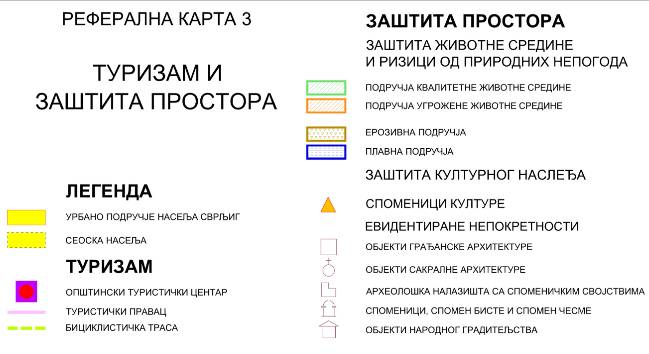 РЕФЕРАЛНА КАРТА 3
ТУРИЗАМ И
ЗАШТИТА ПРОСТОРА
ЛЕГЕНДА
УРБАНО ПОДРУЧЈЕ НАСЕЉА СВРЉИГ
СЕОСКА НАСЕЉА
ТУРИЗАМ
ОПШТИНСКИ ТУРИСТИЧКИ ЦЕНТАР
ТУРИСТИЧКИ ПРАВАЦ
БИЦИКЛИСТИЧКА ТРАСА
ЗАШТИТА ПРОСТОРА
ЗАШТИТА ЖИВОТНЕ СРЕДИНЕ
И РИЗИЦИ ОД ПРИРОДНИХ НЕПОГОДА
ПОДРУЧЈА КВАЛИТЕТНЕ ЖИВОТНЕ СРЕДИНЕ
ПОДРУЧЈА УГРОЖЕНЕ ЖИВОТНЕ СРЕДИНЕ
ЕРОЗИВНА ПОДРУЧЈА
ПЛАВНА ПОДРУЧЈА
ЗАШТИТА КУЛТУРНОГ НАСЛЕЂА
СПОМЕНИЦИ КУЛТУРЕ
ЕВИДЕНТИРАНЕ НЕПОКРЕТНОСТИ
ОБЈЕКТИ ГРАЂАНСКЕ АРХИТЕКТУРЕ
ОБЈЕКТИ САКРАЛНЕ АРХИТЕКТУРЕ
АРХЕОЛОШКА НАЛАЗИШТА СА СПОМЕНИЧКИМ СВОЈСТВИМА
СПОМЕНИЦИ, СПОМЕН БИСТЕ И СПОМЕН ЧЕСМЕ
ОБЈЕКТИ НАРОДНОГ ГРАДИТЕЉСТВА